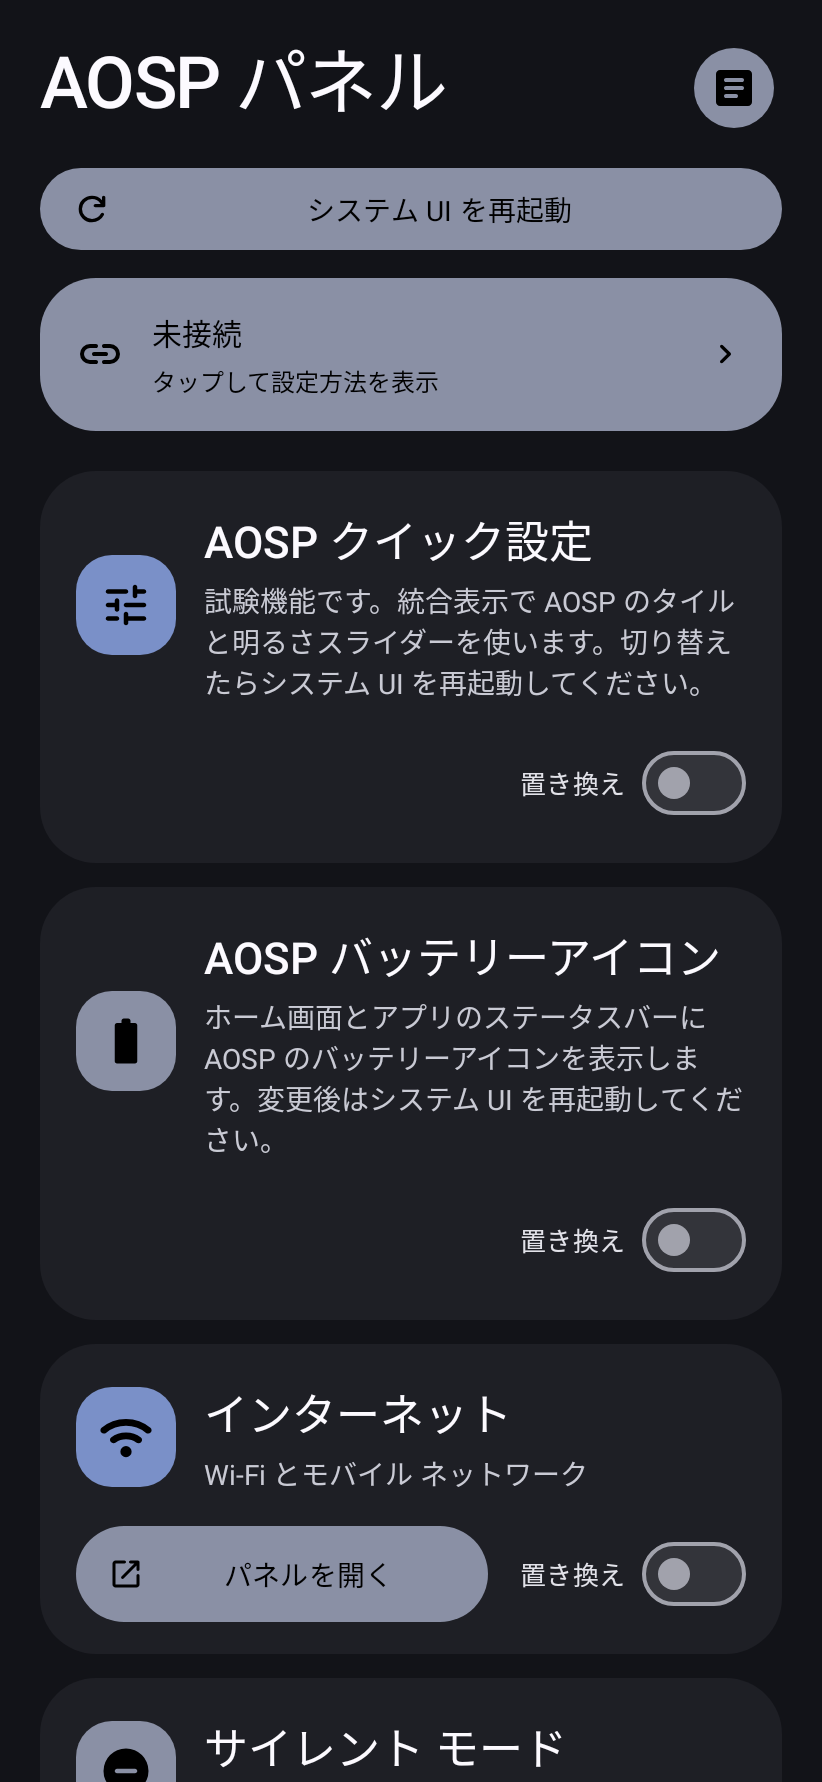 AOSP パネル
システム UI を再起動
未接続
タップして設定方法を表示
AOSP クイック設定
試験機能です。統合表示で AOSP のタイル
と明るさスライダーを使います。切り替え
たらシステム UI を再起動してください。
置き換え
AOSP バッテリーアイコン
ホーム画面とアプリのステータスバーに
AOSP のバッテリーアイコンを表示しま
す。変更後はシステム UI を再起動してくだ
さい。
置き換え
インターネット
Wi-Fi とモバイル ネットワーク
パネルを開く
置き換え
サイレント モード